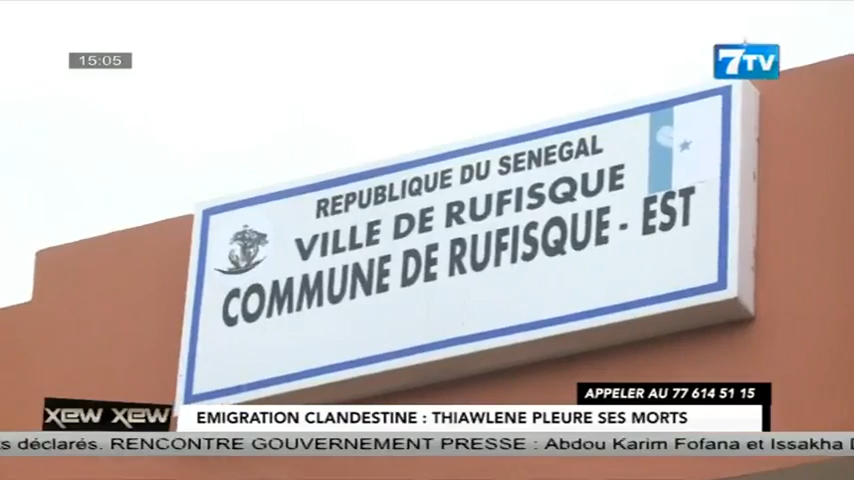 15:05
7TV
REPUBLIQUE DU SENEGAL
VILLE DE RUFISQUE
COMMUNE DE RUFISQUE - EST
APPELER AU 77 614 51 15
XEW XEW
EMIGRATION CLANDESTINE : THIAWLENE PLEURE SES MORTS
déclarés. RENCONTRE GOUVERNEMENT PRESSE : Abdou Karim Fofana et Issakha